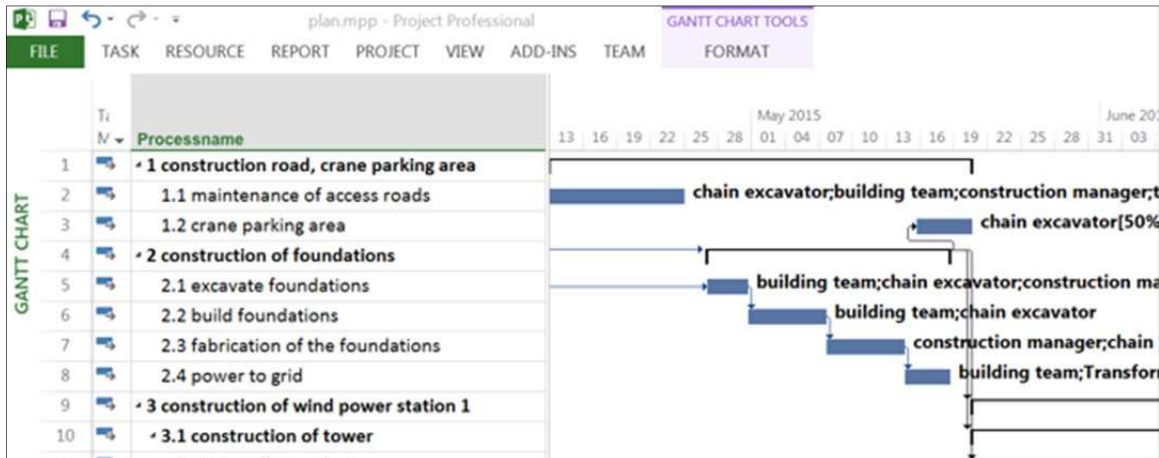 plan.mpp - Project Professional
GANTT CHART TOOLS
FILE TASK RESOURCE REPORT PROJECT VIEW ADD-INS TEAM FORMAT
May 2015 June 201
Processname 13 16 19 22 25 28 01 04 07 10 13 16 19 22 25 28 31 03
GANTT CHART
1 1 construction road, crane parking area
2 1.1 maintenance of access roads chain excavator;building team;construction manager;t
3 1.2 crane parking area chain excavator[50%
4 2 construction of foundations
5 2.1 excavate foundations building team;chain excavator;construction ma
6 2.2 build foundations building team;chain excavator
7 2.3 fabrication of the foundations construction manager;chain
8 2.4 power to grid building team;Transfor
9 3 construction of wind power station 1
10 3.1 construction of tower